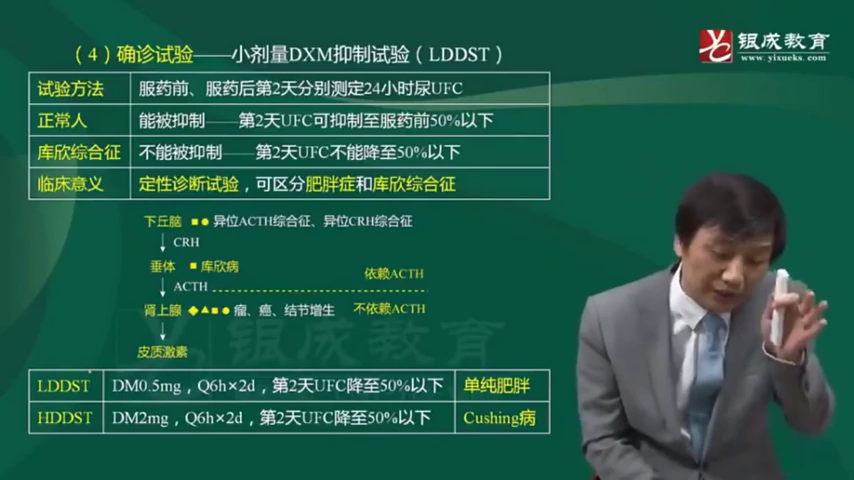 （4）确诊试验——小剂量DXM抑制试验（LDDST）
银成教育
www.yixueks.com
试验方法 服药前、服药后第2天分别测定24小时尿UFC
正常人 能被抑制——第2天UFC可抑制至服药前50%以下
库欣综合征 不能被抑制——第2天UFC不能降至50%以下
临床意义 定性诊断试验，可区分肥胖症和库欣综合征
下丘脑 ■● 异位ACTH综合征、异位CRH综合征
↓ CRH
垂体 ■ 库欣病
依赖ACTH
↓ ACTH
肾上腺 ◆▲■● 瘤、癌、结节增生 不依赖ACTH
↓
皮质激素
银成教育
LDDST DM0.5mg，Q6h×2d，第2天UFC降至50%以下 单纯肥胖
HDDST DM2mg，Q6h×2d，第2天UFC降至50%以下 Cushing病